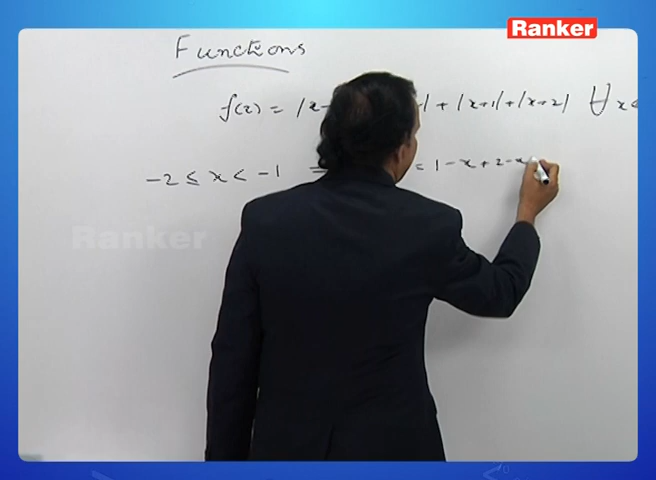 Ranker
Functions
f(x) = |x- | + |x+1| + |x+2| ∀ x
-2 ≤ x < -1 = = 1 - x + 2 - x
Ranker